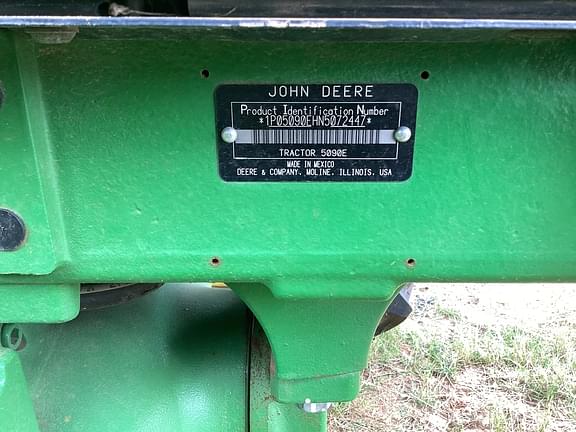 JOHN DEERE
Product Identification Number
*1P05090EHN5072447*
TRACTOR 5090E
MADE IN MEXICO
DEERE & COMPANY, MOLINE, ILLINOIS, USA